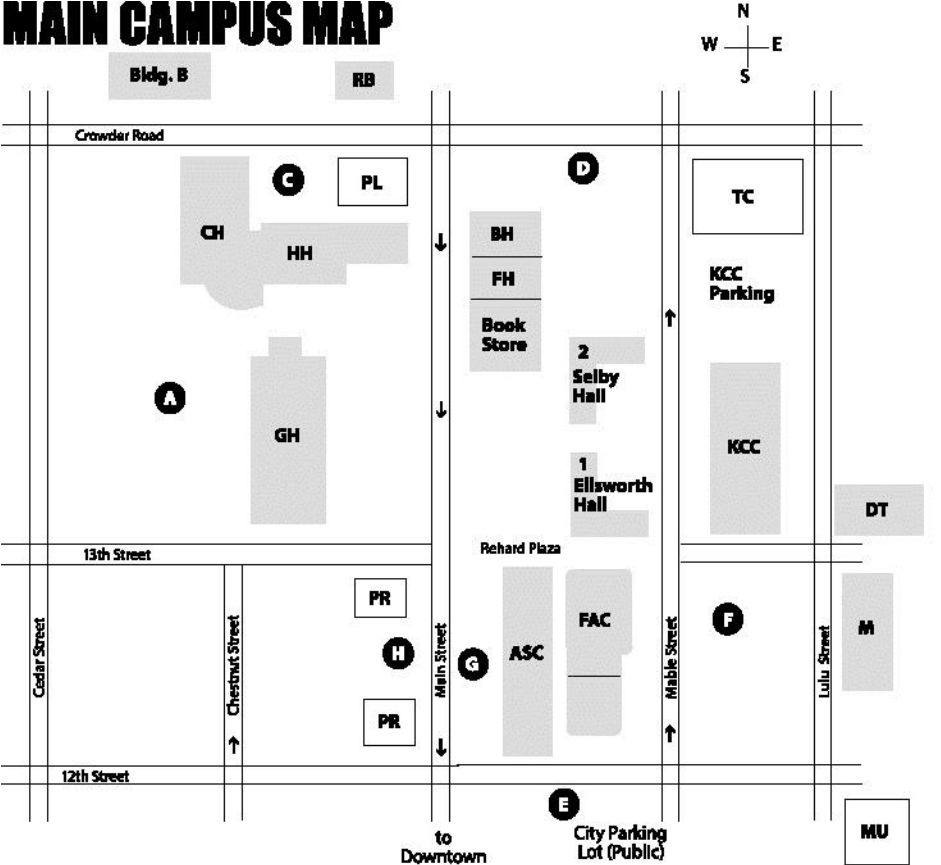 MAIN CAMPUS MAP
N
W E
S
Bldg. B
RB
Crowder Road
C
PL
D
TC
CH
HH
BH
FH
Book
Store
KCC
Parking
2
Selby
Hall
A
GH
KCC
1
Ellsworth
Hall
DT
13th Street
Rehard Plaza
PR
H
G
ASC
FAC
F
M
Cedar Street
Chestnut Street
Main Street
Mable Street
Lulu Street
PR
12th Street
E
to
Downtown
City Parking
Lot (Public)
MU